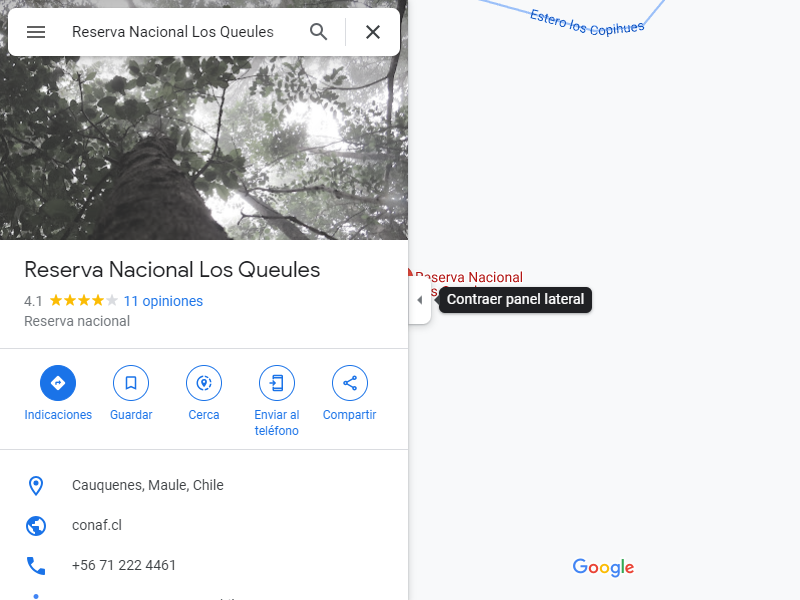 Reserva Nacional Los Queules
Estero los Copihues
Reserva Nacional
Contraer panel lateral
Reserva Nacional Los Queules
4.1
11 opiniones
Reserva nacional
Indicaciones
Guardar
Cerca
Enviar al
teléfono
Compartir
Cauquenes, Maule, Chile
conaf.cl
+56 71 222 4461
Google